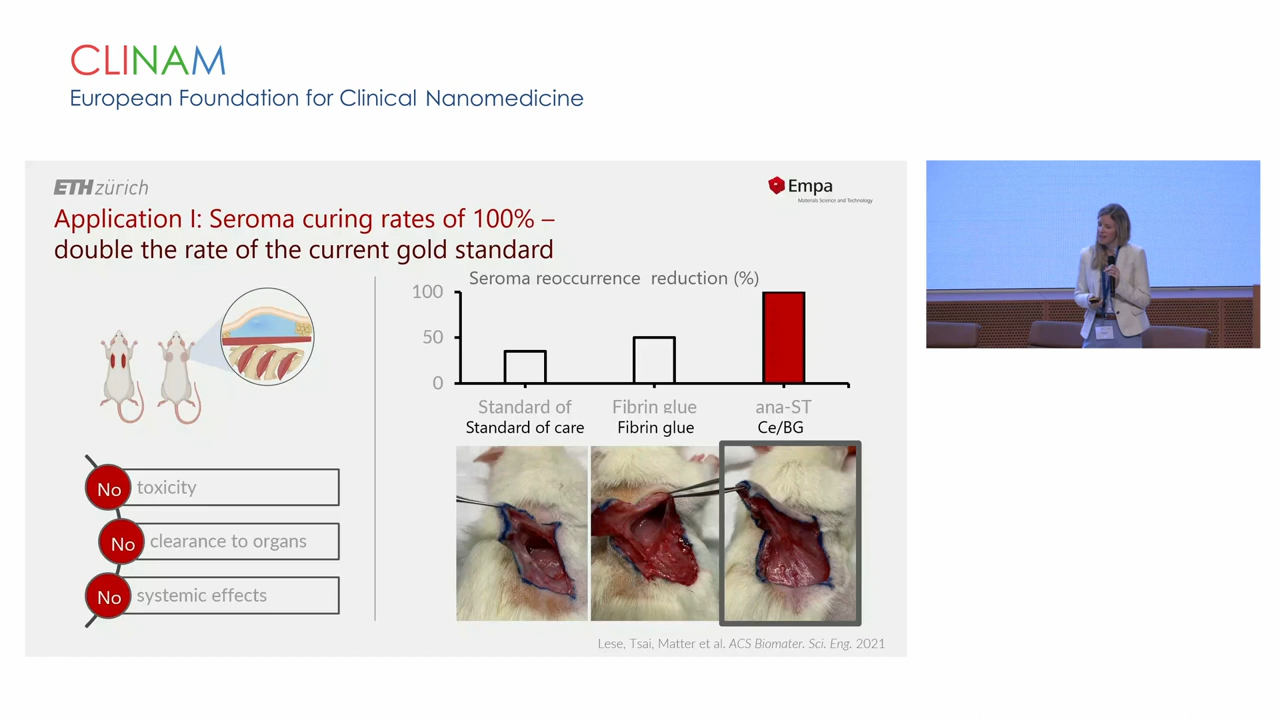 CLINAM
European Foundation for Clinical Nanomedicine
ETH zürich
Empa
Materials Science and Technology
Application I: Seroma curing rates of 100% –
double the rate of the current gold standard
Seroma reoccurrence reduction (%)
100
50
0
Standard of
Fibrin glue
ana-ST
Standard of care
Fibrin glue
Ce/BG
No toxicity
No clearance to organs
No systemic effects
Lese, Tsai, Matter et al. ACS Biomater. Sci. Eng. 2021